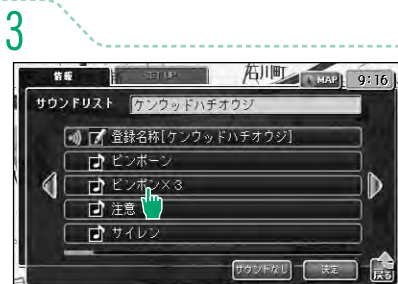 3
情報 SET UP 石川町 MAP 9:16
サウンドリスト ケンウッドハチオウジ
登録名称[ケンウッドハチオウジ]
ピンポーン
ピンポン×3
注意
サイレン
サウンドなし 決定 戻る